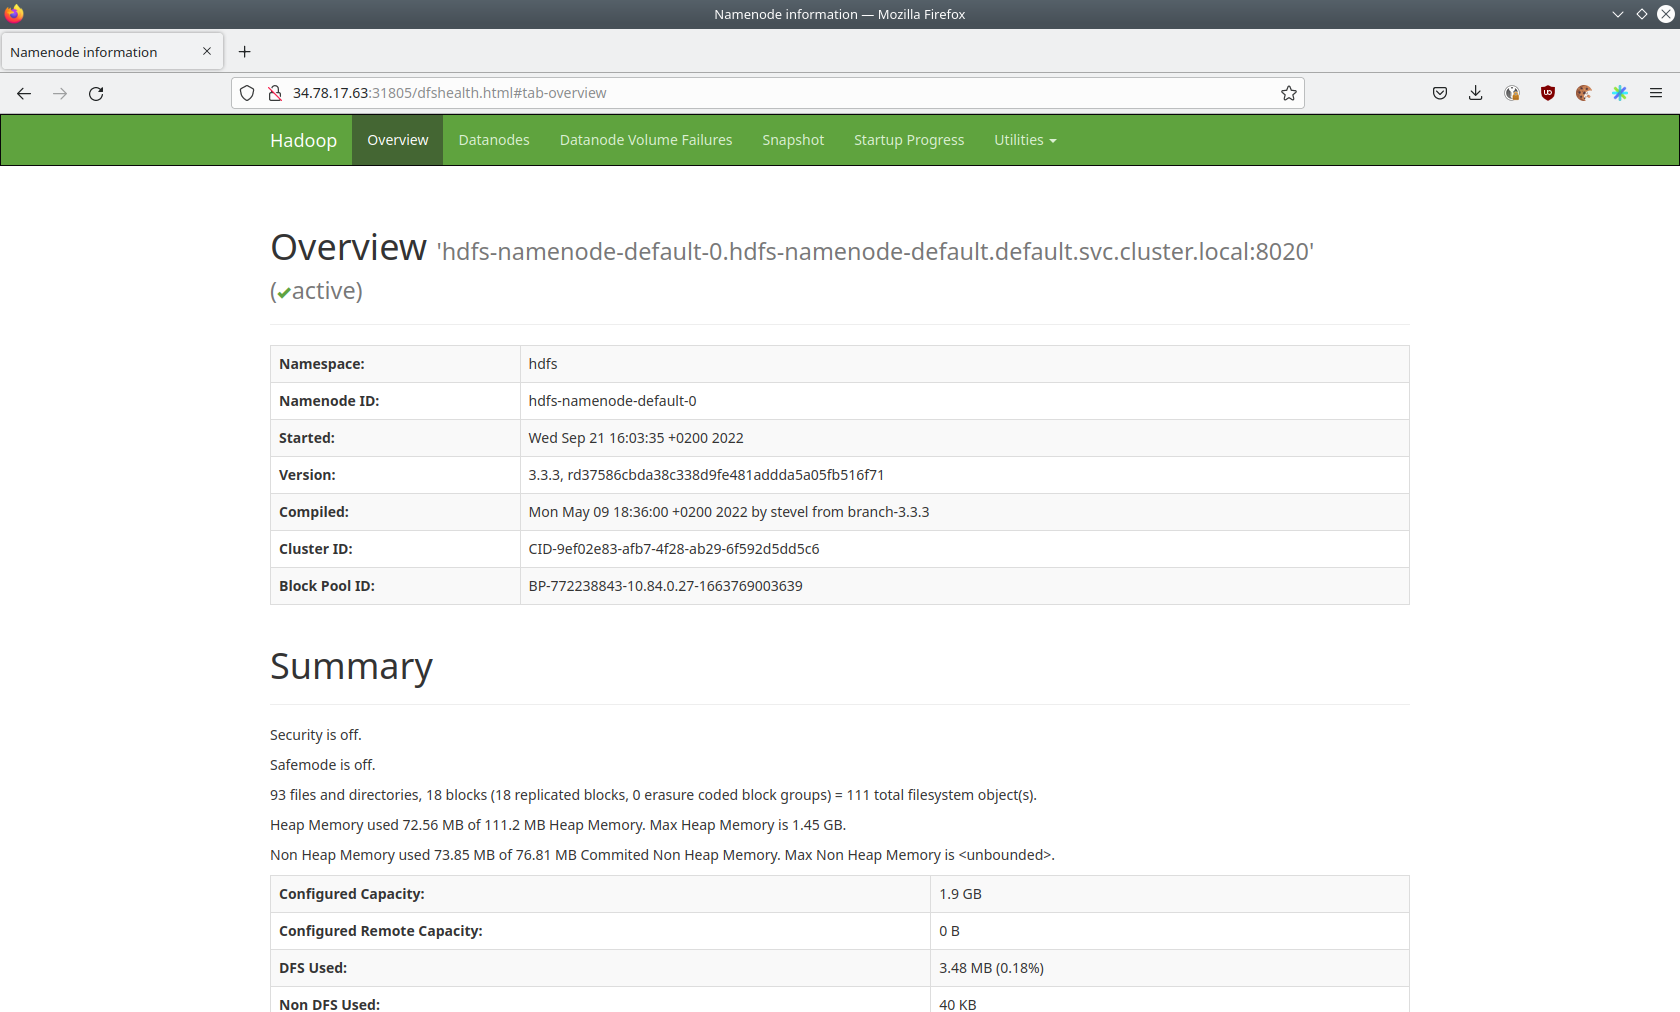 Namenode information — Mozilla Firefox
Namenode information
34.78.17.63:31805/dfshealth.html#tab-overview
Hadoop Overview Datanodes Datanode Volume Failures Snapshot Startup Progress Utilities
Overview 'hdfs-namenode-default-0.hdfs-namenode-default.default.svc.cluster.local:8020'
(✔active)
Namespace: hdfs
Namenode ID: hdfs-namenode-default-0
Started: Wed Sep 21 16:03:35 +0200 2022
Version: 3.3.3, rd37586cbda38c338d9fe481addda5a05fb516f71
Compiled: Mon May 09 18:36:00 +0200 2022 by stevel from branch-3.3.3
Cluster ID: CID-9ef02e83-afb7-4f28-ab29-6f592d5dd5c6
Block Pool ID: BP-772238843-10.84.0.27-1663769003639
Summary
Security is off.
Safemode is off.
93 files and directories, 18 blocks (18 replicated blocks, 0 erasure coded block groups) = 111 total filesystem object(s).
Heap Memory used 72.56 MB of 111.2 MB Heap Memory. Max Heap Memory is 1.45 GB.
Non Heap Memory used 73.85 MB of 76.81 MB Commited Non Heap Memory. Max Non Heap Memory is <unbounded>.
Configured Capacity: 1.9 GB
Configured Remote Capacity: 0 B
DFS Used: 3.48 MB (0.18%)
Non DFS Used: 40 KB